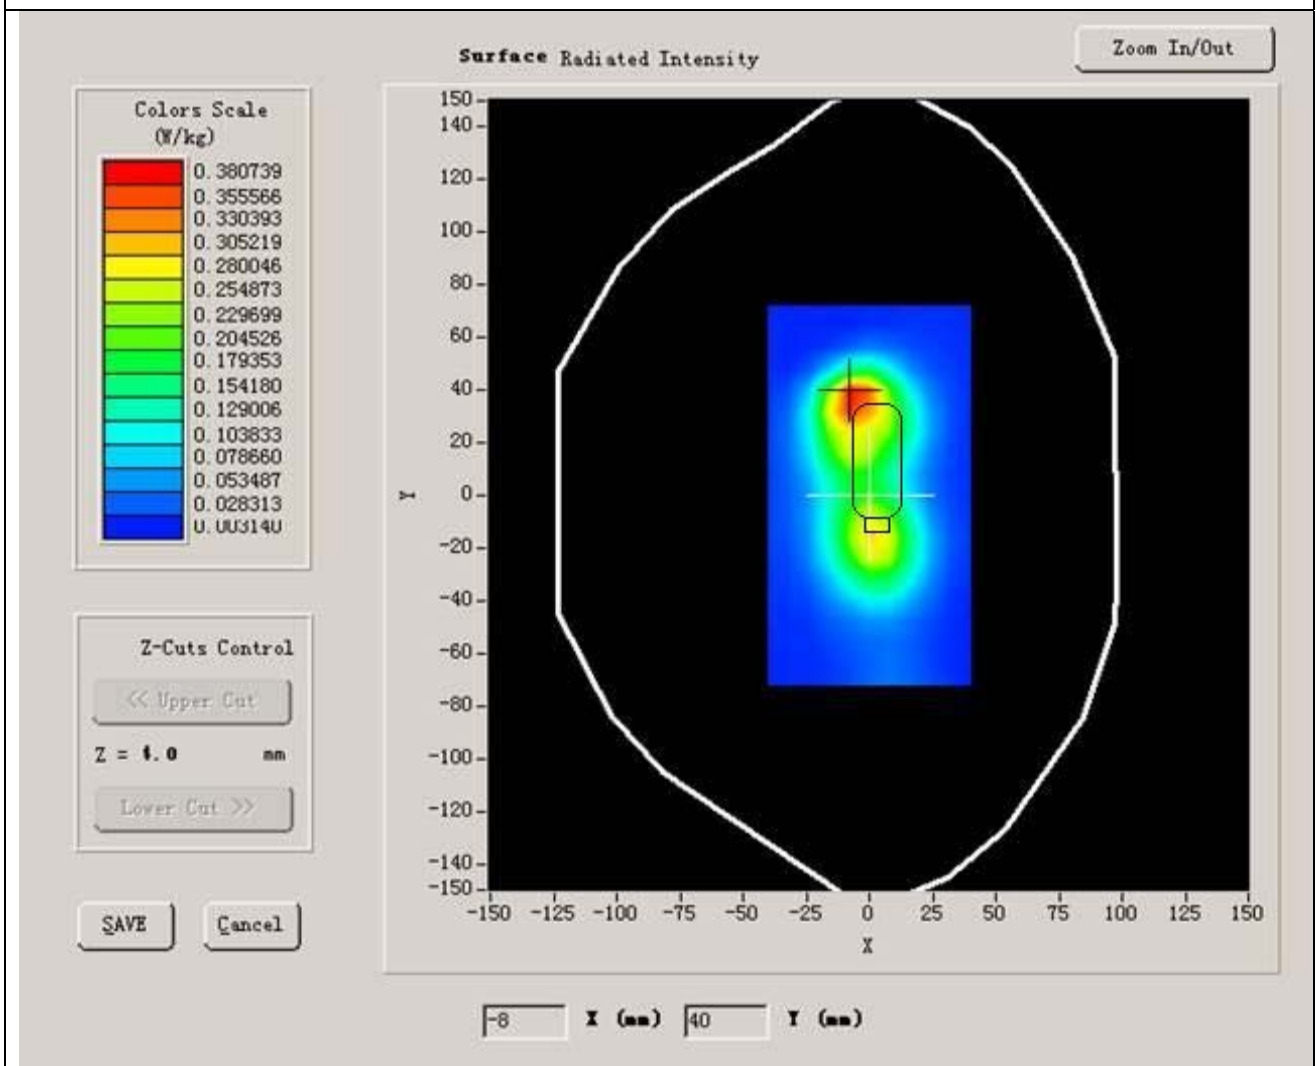 Surface Radiated Intensity
Zoom In/Out
Colors Scale
(W/kg)
0.380739
0.355566
0.330393
0.305219
0.280046
0.254873
0.229699
0.204526
0.179353
0.154180
0.129006
0.103833
0.078660
0.053487
0.028313
0.003140
Z-Cuts Control
<< Upper Cut
Z = 4.0 mm
Lower Cut >>
SAVE
Cancel
150
140
120
100
80
60
40
20
0
-20
-40
-60
-80
-100
-120
-140
-150
Y
-150 -125 -100 -75 -50 -25 0 25 50 75 100 125 150
X
-8 X (mm) 40 Y (mm)